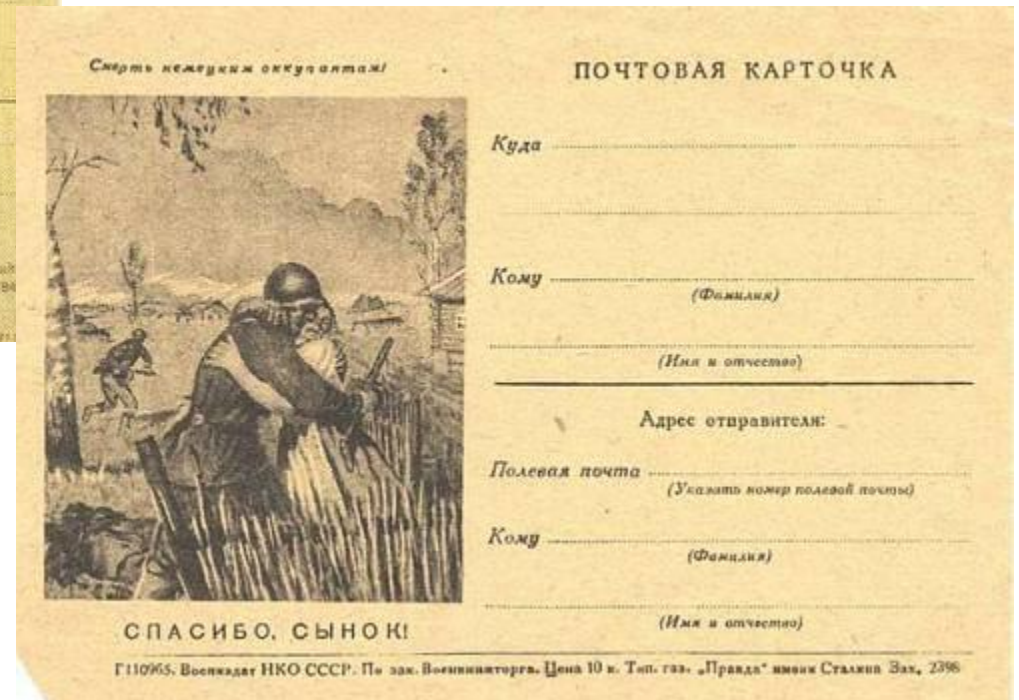 Смерть немецким оккупантам!
СПАСИБО, СЫНОК!
ПОЧТОВАЯ КАРТОЧКА
Куда
Кому
(Фамилия)
(Имя и отчество)
Адрес отправителя:
Полевая почта
(Указать номер полевой почты)
Кому
(Фамилия)
(Имя и отчество)
Г110965. Воениздат НКО СССР. По зак. Военвнешторга. Цена 10 к. Тип. газ. „Правда“ имени Сталина Зак. 2398